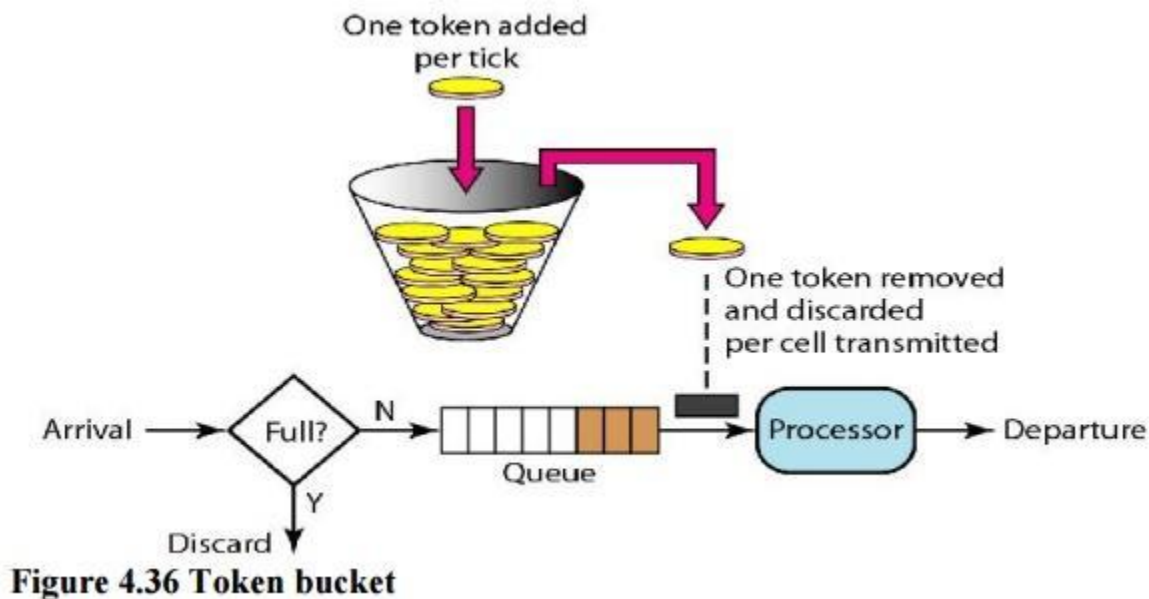 One token added
per tick
One token removed
and discarded
per cell transmitted
Arrival
Full?
N
Queue
Processor
Departure
Y
Discard
Figure 4.36 Token bucket